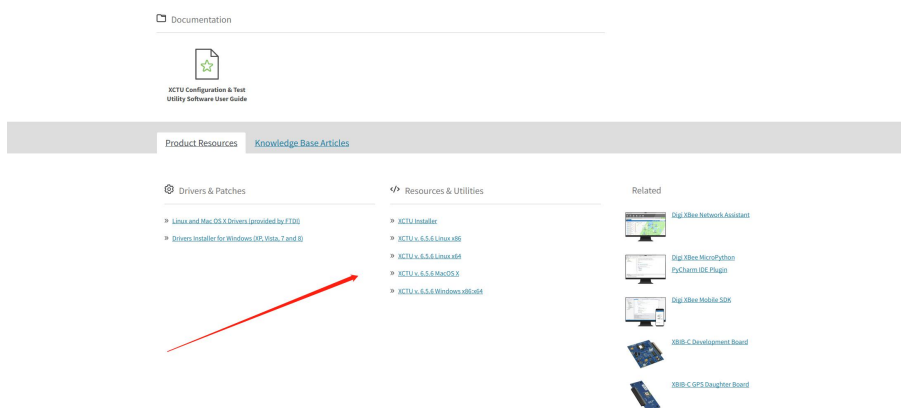 Documentation
XCTU Configuration & Test
Utility Software User Guide
Product Resources
Knowledge Base Articles
Drivers & Patches
» Linux and Mac OS X Drivers (provided by FTDI)
» Drivers Installer for Windows (XP, Vista, 7 and 8)
Resources & Utilities
» XCTU Installer
» XCTU v. 6.5.6 Linux x86
» XCTU v. 6.5.6 Linux x64
» XCTU v. 6.5.6 MacOS X
» XCTU v. 6.5.6 Windows x86:x64
Related
Digi XBee Network Assistant
Digi XBee MicroPython
PyCharm IDE Plugin
Digi XBee Mobile SDK
XBIB-C Development Board
XBIB-C GPS Daughter Board